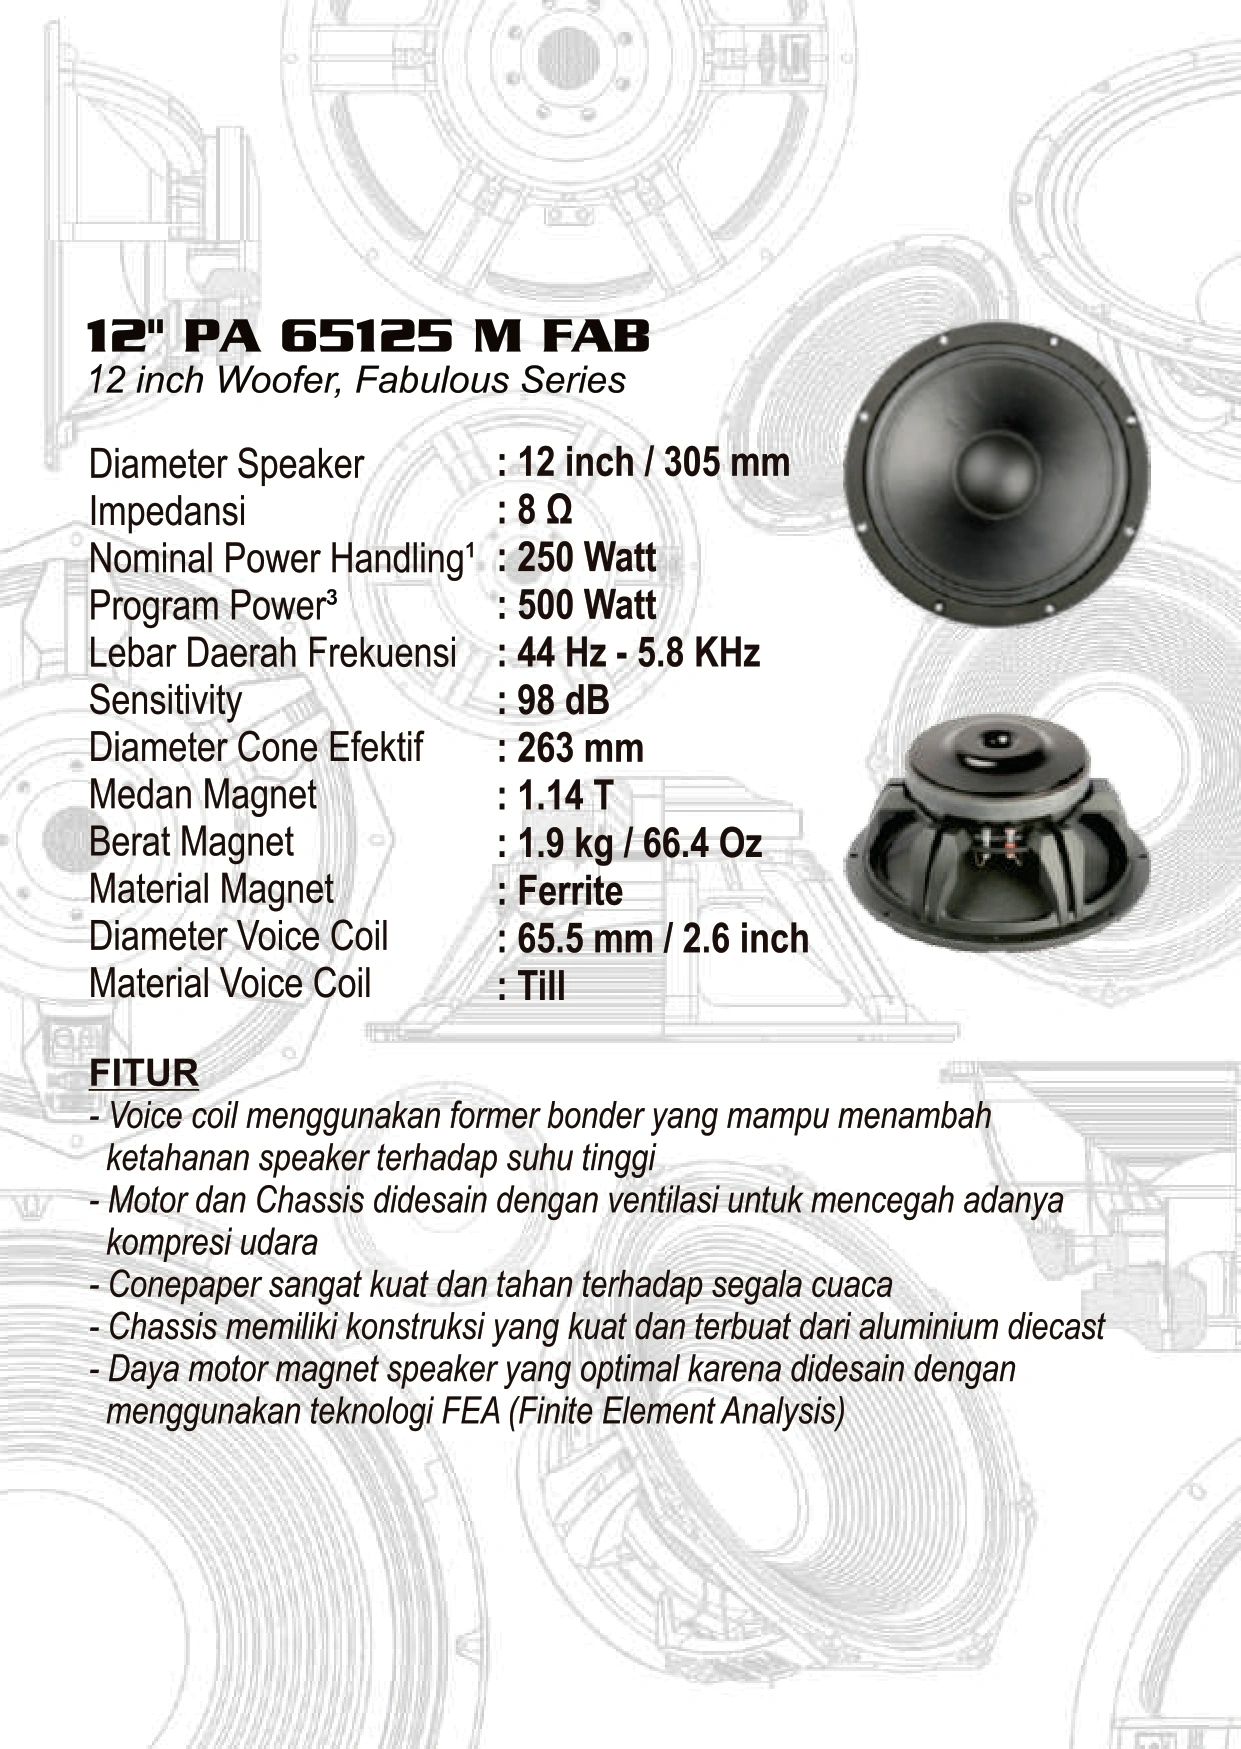 12" PA 65125 M FAB
12 inch Woofer, Fabulous Series
Diameter Speaker : 12 inch / 305 mm
Impedansi : 8 Ω
Nominal Power Handling¹ : 250 Watt
Program Power³ : 500 Watt
Lebar Daerah Frekuensi : 44 Hz - 5.8 KHz
Sensitivity : 98 dB
Diameter Cone Efektif : 263 mm
Medan Magnet : 1.14 T
Berat Magnet : 1.9 kg / 66.4 Oz
Material Magnet : Ferrite
Diameter Voice Coil : 65.5 mm / 2.6 inch
Material Voice Coil : Till
FITUR
- Voice coil menggunakan former bonder yang mampu menambah
ketahanan speaker terhadap suhu tinggi
- Motor dan Chassis didesain dengan ventilasi untuk mencegah adanya
kompresi udara
- Conepaper sangat kuat dan tahan terhadap segala cuaca
- Chassis memiliki konstruksi yang kuat dan terbuat dari aluminium diecast
- Daya motor magnet speaker yang optimal karena didesain dengan
menggunakan teknologi FEA (Finite Element Analysis)